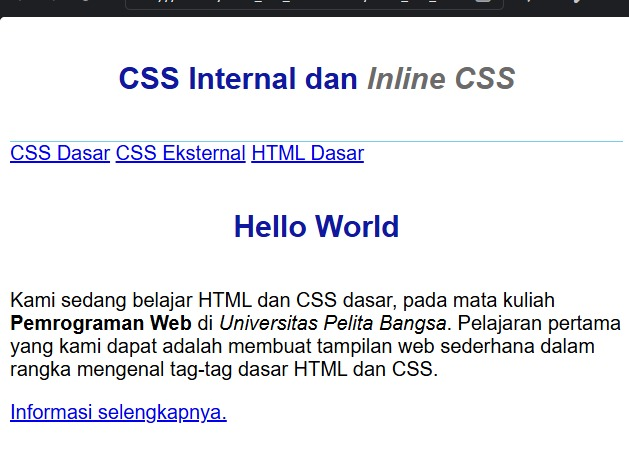 CSS Internal dan Inline CSS
CSS Dasar CSS Eksternal HTML Dasar
Hello World
Kami sedang belajar HTML dan CSS dasar, pada mata kuliah
Pemrograman Web di Universitas Pelita Bangsa. Pelajaran pertama
yang kami dapat adalah membuat tampilan web sederhana dalam
rangka mengenal tag-tag dasar HTML dan CSS.
Informasi selengkapnya.